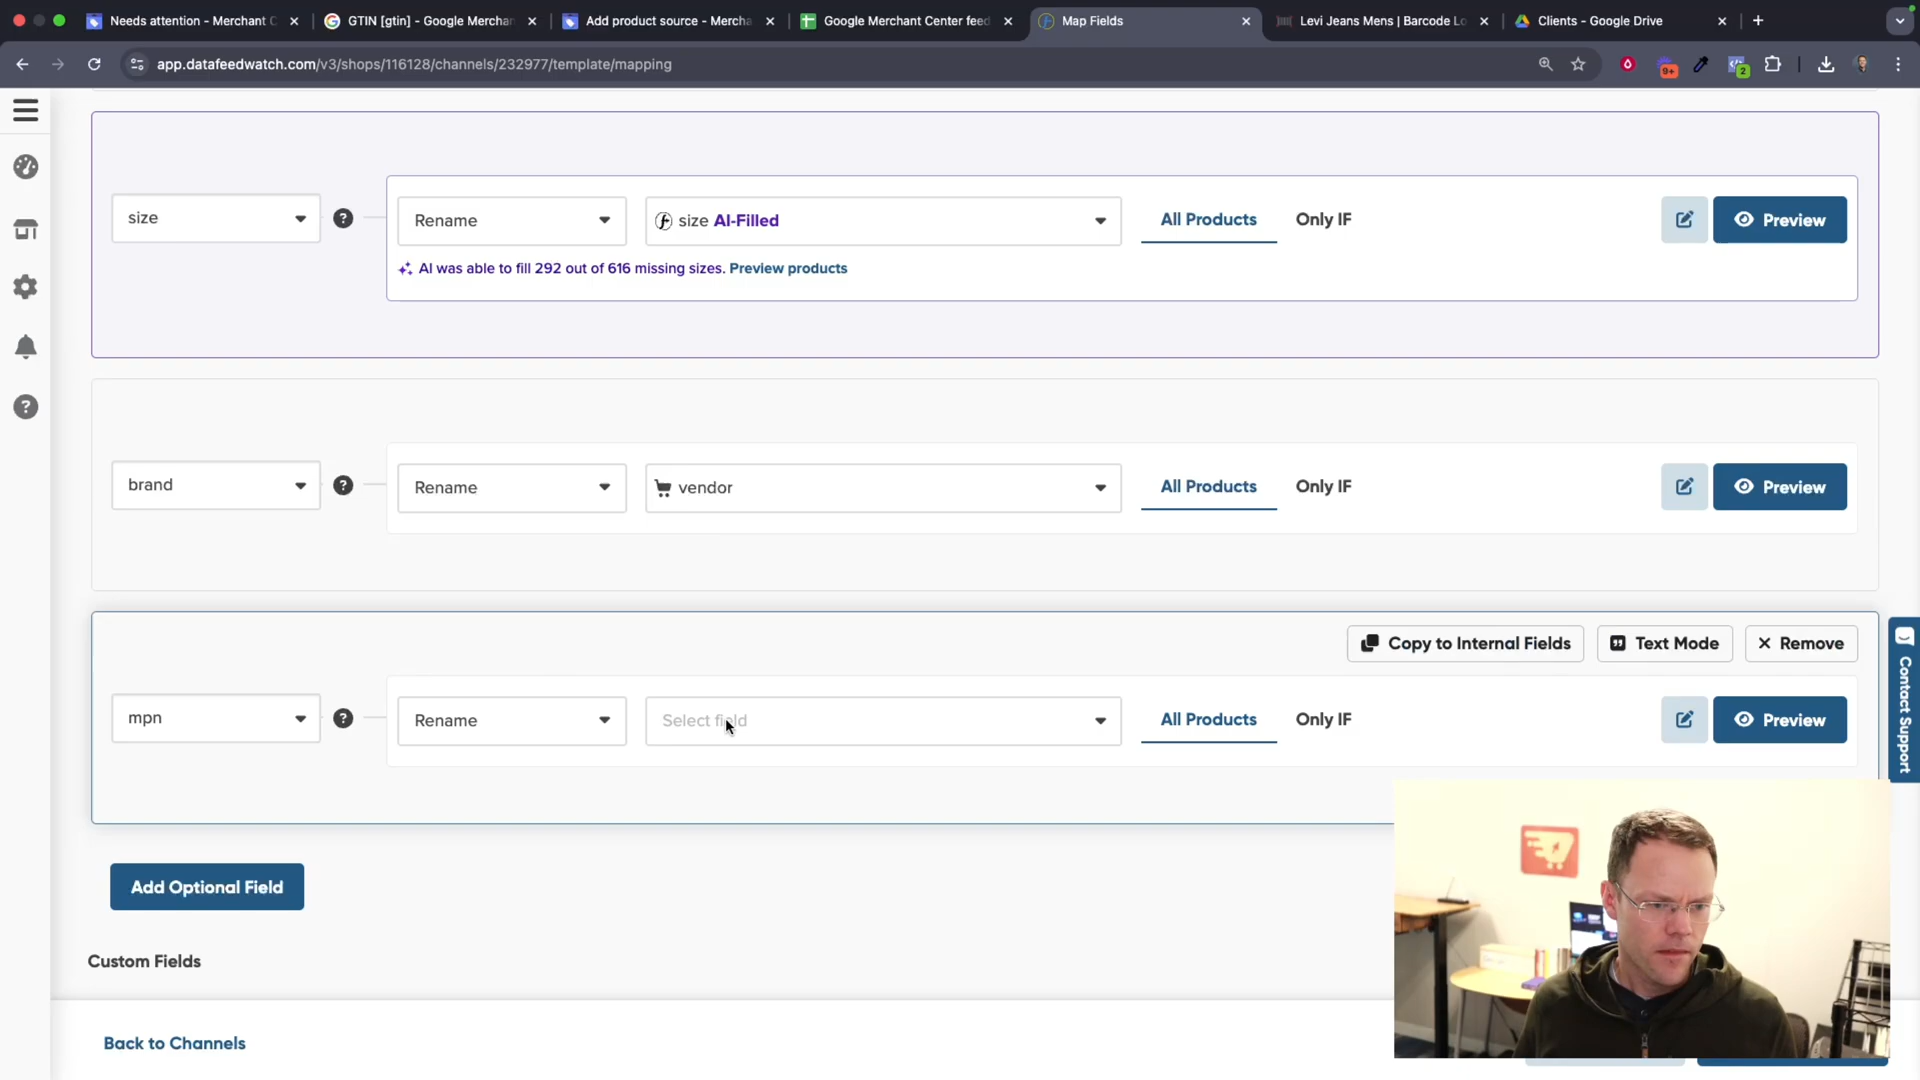 Needs attention - Merchant C
GTIN [gtin] - Google Merchan
Add product source - Mercha
Google Merchant Center feed
Map Fields
Levi Jeans Mens | Barcode Lo
Clients - Google Drive
app.datafeedwatch.com/v3/shops/116128/channels/232977/template/mapping
9+
2
size
?
Rename
size AI-Filled
All Products
Only IF
Preview
AI was able to fill 292 out of 616 missing sizes. Preview products
brand
?
Rename
vendor
All Products
Only IF
Preview
Copy to Internal Fields
Text Mode
Remove
mpn
?
Rename
Select field
All Products
Only IF
Preview
Contact Support
Add Optional Field
Custom Fields
Back to Channels